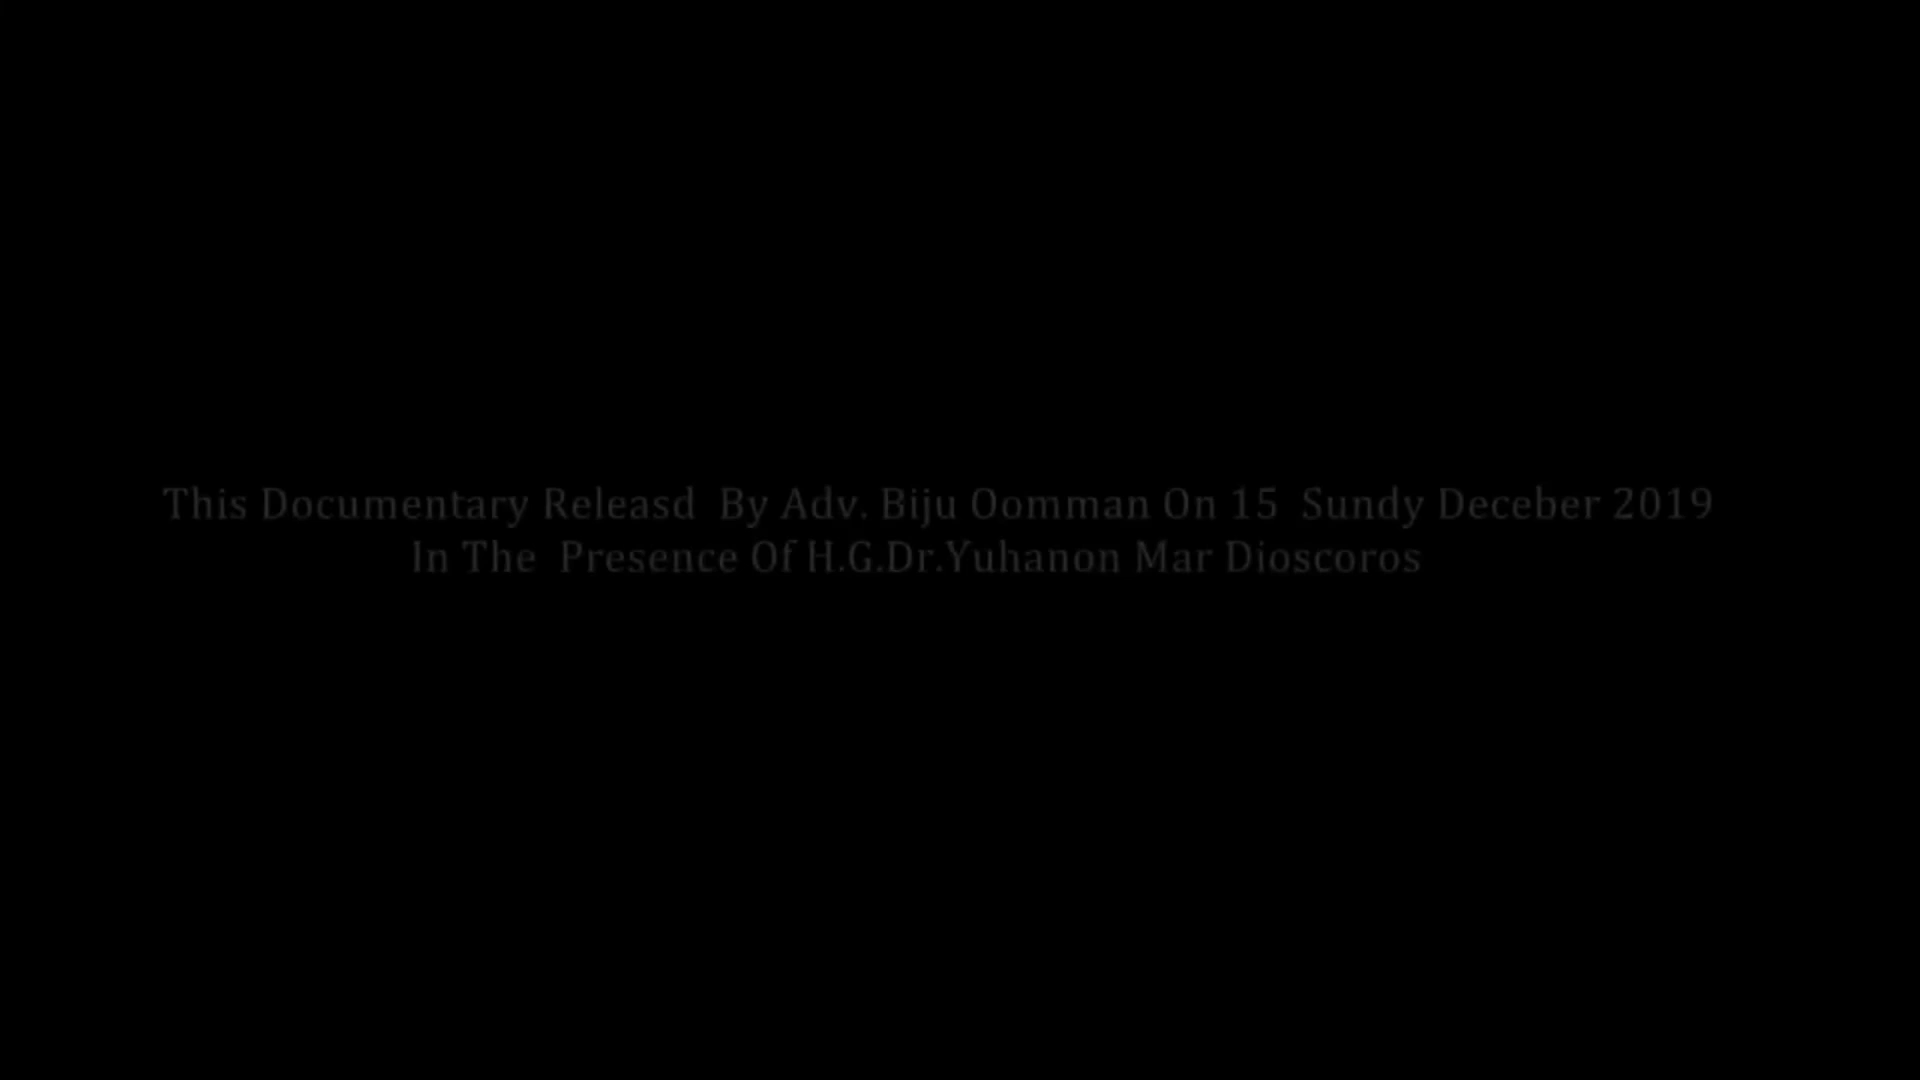 This Documentary Releasd By Adv. Biju Oomman On 15 Sundy Deceber 2019
In The Presence Of H.G.Dr.Yuhanon Mar Dioscoros